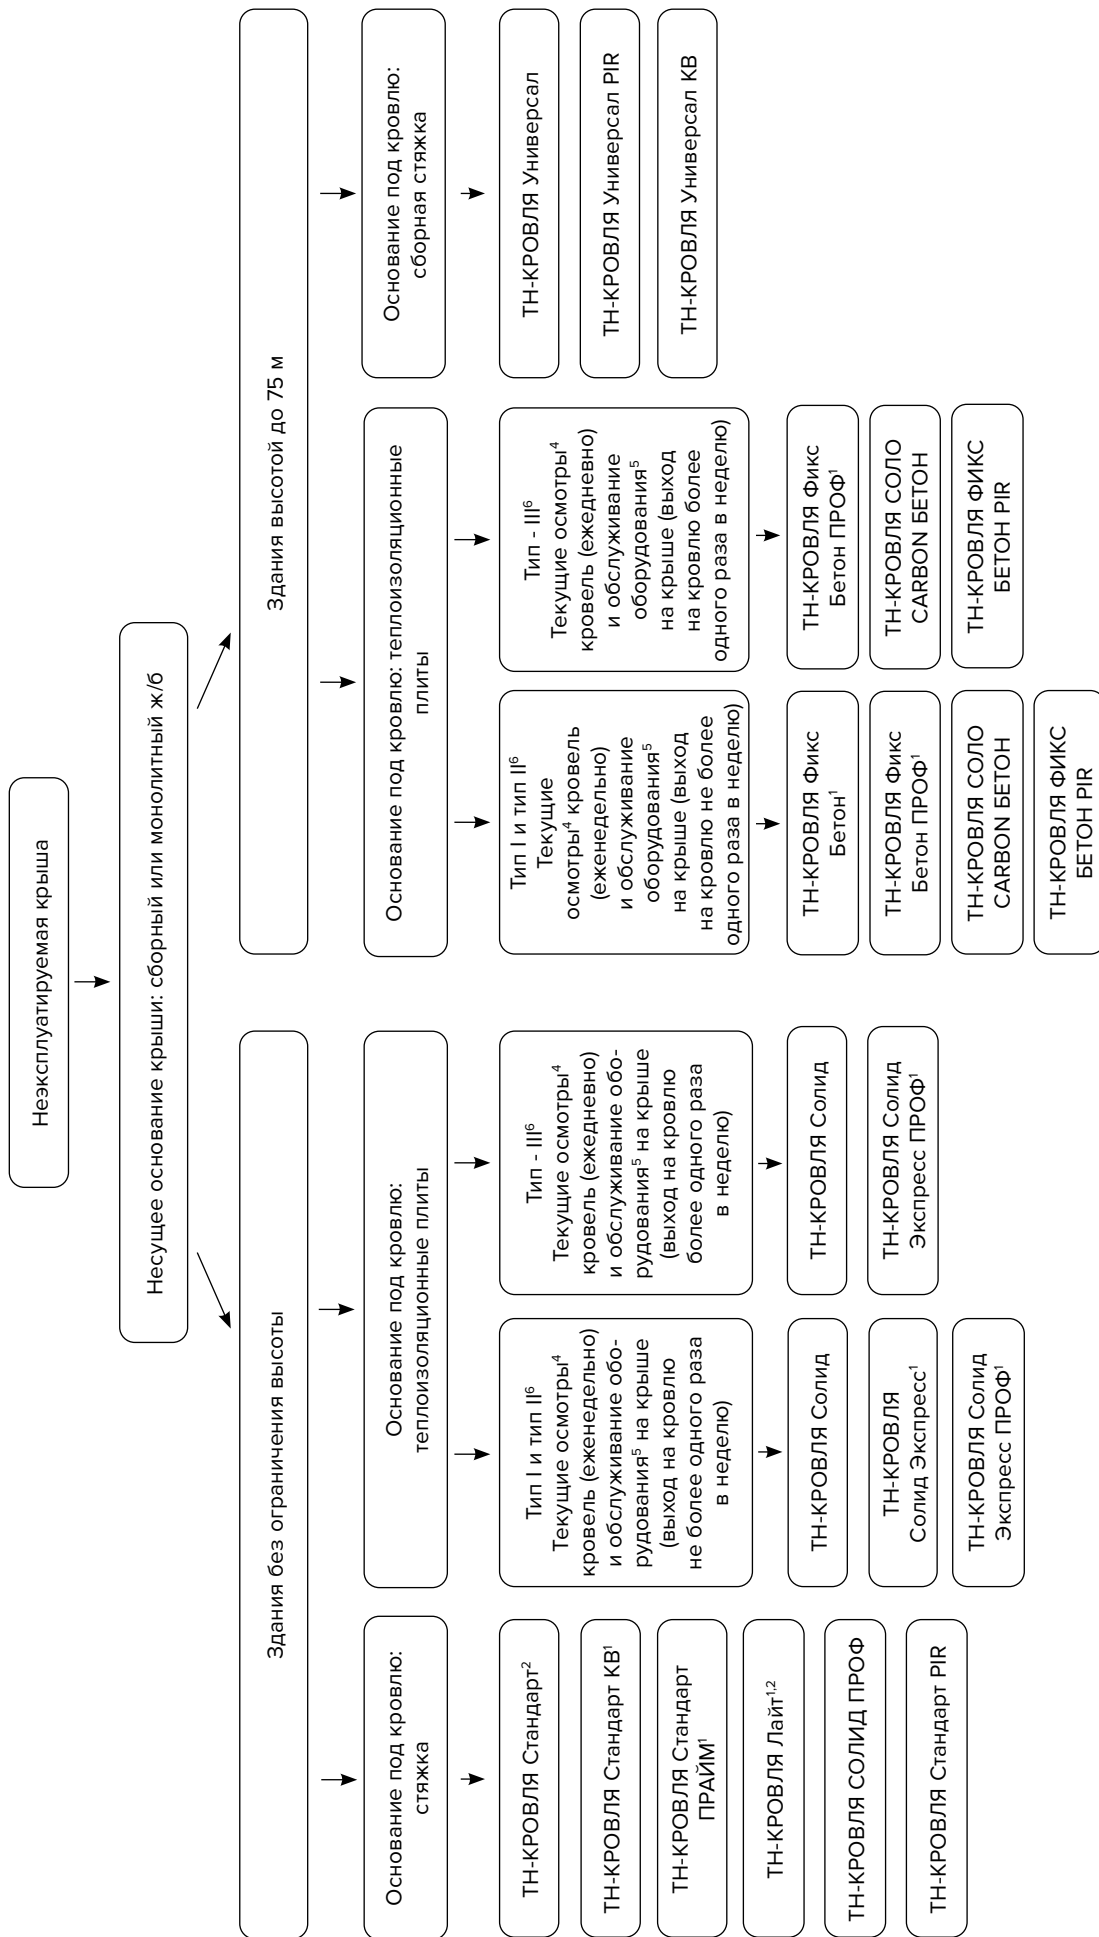 Неэксплуатируемая крыша
Несущее основание крыши: сборный или монолитный ж/б
Здания без ограничения высоты
Здания высотой до 75 м
Основание под кровлю:
стяжка
Основание под кровлю:
теплоизоляционные плиты
Основание под кровлю: теплоизоляционные
плиты
Основание под кровлю:
сборная стяжка
ТН-КРОВЛЯ Стандарт²
ТН-КРОВЛЯ Стандарт КВ¹
ТН-КРОВЛЯ Стандарт
ПРАЙМ¹
ТН-КРОВЛЯ Лайт¹,²
ТН-КРОВЛЯ СОЛИД ПРОФ
ТН-КРОВЛЯ Стандарт PIR
Тип I и тип II⁶
Текущие осмотры⁴
кровель (еженедельно)
и обслуживание обо-
рудования⁵ на крыше
(выход на кровлю
не более одного раза
в неделю)
ТН-КРОВЛЯ Солид
ТН-КРОВЛЯ
Солид Экспресс¹
ТН-КРОВЛЯ Солид
Экспресс ПРОФ¹
Тип - III⁶
Текущие осмотры⁴
кровель (ежедневно)
и обслуживание обо-
рудования⁵ на крыше
(выход на кровлю
более одного раза
в неделю)
ТН-КРОВЛЯ Солид
ТН-КРОВЛЯ Солид
Экспресс ПРОФ¹
Тип I и тип II⁶
Текущие
осмотры⁴ кровель
(еженедельно)
и обслуживание
оборудования⁵
на крыше (выход
на кровлю не более
одного раза в неделю)
ТН-КРОВЛЯ Фикс
Бетон¹
ТН-КРОВЛЯ Фикс
Бетон ПРОФ¹
ТН-КРОВЛЯ СОЛО
CARBON БЕТОН
ТН-КРОВЛЯ ФИКС
БЕТОН PIR
Тип - III⁶
Текущие осмотры⁴
кровель (ежедневно)
и обслуживание
оборудования⁵
на крыше (выход
на кровлю более
одного раза в неделю)
ТН-КРОВЛЯ Фикс
Бетон ПРОФ¹
ТН-КРОВЛЯ СОЛО
CARBON БЕТОН
ТН-КРОВЛЯ ФИКС
БЕТОН PIR
ТН-КРОВЛЯ Универсал
ТН-КРОВЛЯ Универсал PIR
ТН-КРОВЛЯ Универсал КВ